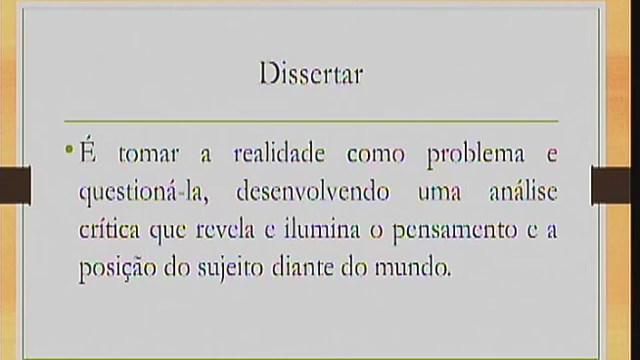 Dissertar
• É tomar a realidade como problema e
questioná-la, desenvolvendo uma análise
crítica que revela e ilumina o pensamento e a
posição do sujeito diante do mundo.